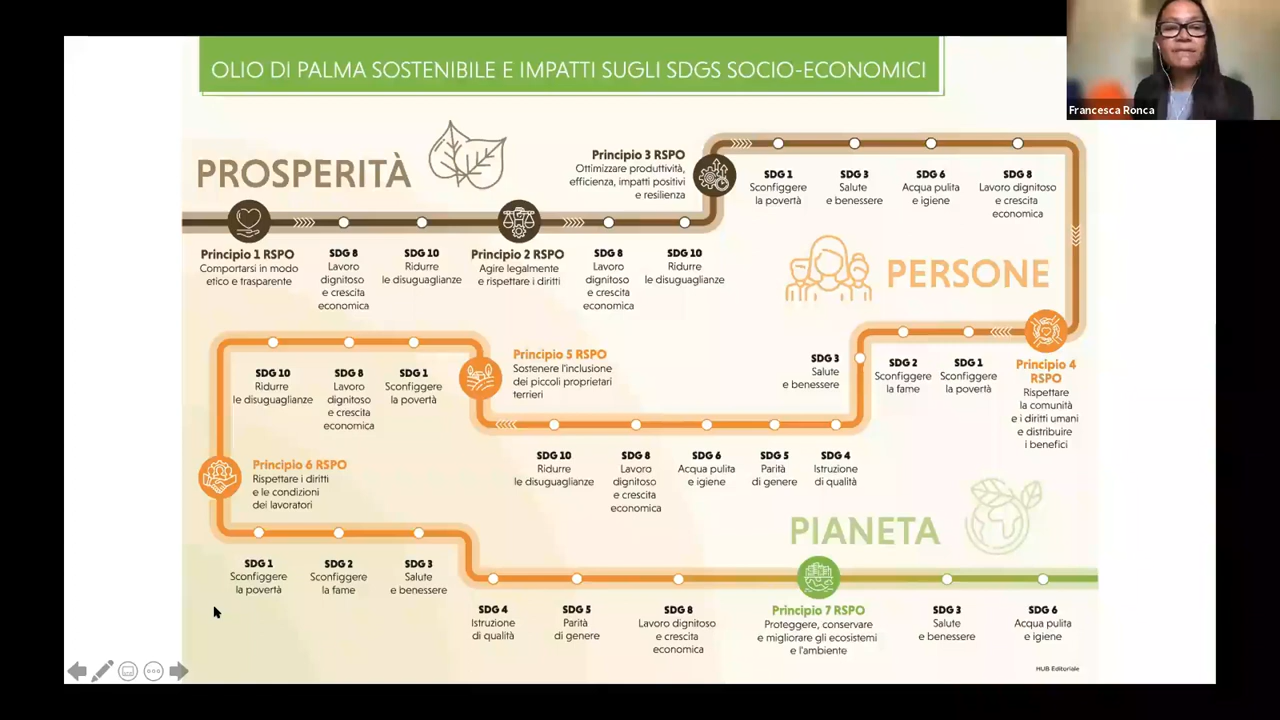 OLIO DI PALMA SOSTENIBILE E IMPATTI SUGLI SDGS SOCIO-ECONOMICI
Francesca Ronca
PROSPERITÀ
Principio 1 RSPO
Comportarsi in modo
etico e trasparente
SDG 8
Lavoro
dignitoso
e crescita
economica
SDG 10
Ridurre
le disuguaglianze
Principio 2 RSPO
Agire legalmente
e rispettare i diritti
SDG 8
Lavoro
dignitoso
e crescita
economica
SDG 10
Ridurre
le disuguaglianze
Principio 3 RSPO
Ottimizzare produttività,
efficienza, impatti positivi
e resilienza
SDG 1
Sconfiggere
la povertà
SDG 3
Salute
e benessere
SDG 6
Acqua pulita
e igiene
SDG 8
Lavoro dignitoso
e crescita
economica
PERSONE
Principio 4
RSPO
Rispettare
la comunità
e i diritti umani
e distribuire
i benefici
SDG 1
Sconfiggere
la povertà
SDG 2
Sconfiggere
la fame
SDG 3
Salute
e benessere
SDG 4
Istruzione
di qualità
SDG 5
Parità
di genere
SDG 6
Acqua pulita
e igiene
SDG 8
Lavoro
dignitoso
e crescita
economica
SDG 10
Ridurre
le disuguaglianze
Principio 5 RSPO
Sostenere l'inclusione
dei piccoli proprietari
terrieri
SDG 1
Sconfiggere
la povertà
SDG 8
Lavoro
dignitoso
e crescita
economica
SDG 10
Ridurre
le disuguaglianze
Principio 6 RSPO
Rispettare i diritti
e le condizioni
dei lavoratori
SDG 1
Sconfiggere
la povertà
SDG 2
Sconfiggere
la fame
SDG 3
Salute
e benessere
SDG 4
Istruzione
di qualità
SDG 5
Parità
di genere
SDG 8
Lavoro dignitoso
e crescita
economica
PIANETA
Principio 7 RSPO
Proteggere, conservare
e migliorare gli ecosistemi
e l'ambiente
SDG 3
Salute
e benessere
SDG 6
Acqua pulita
e igiene
HUB Editoriale